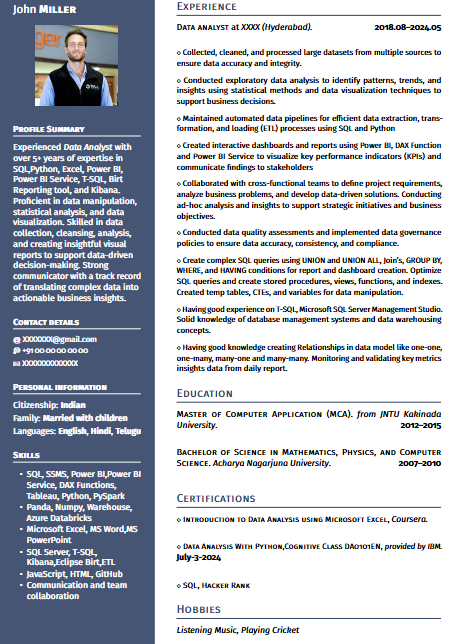 John Miller
Profile Summary
Experienced Data Analyst with
over 5+ years of expertise in
SQL,Python, Excel, Power BI,
Power BI Service, T-SQL, Birt
Reporting tool, and Kibana.
Proficient in data manipulation,
statistical analysis, and data
visualization. Skilled in data
collection, cleansing, analysis,
and creating insightful visual
reports to support data-driven
decision-making. Strong
communicator with a track record
of translating complex data into
actionable business insights.
Contact details
@ XXXXXXX@gmail.com
+91 00 00 00 00 00
XXXXXXXXXXXXX
Personal information
Citizenship: Indian
Family: Married with children
Languages: English, Hindi, Telugu
Skills
• SQL, SSMS, Power BI,Power BI
Service, DAX Functions,
Tableau, Python, PySpark
• Panda, Numpy, Warehouse,
Azure Databricks
• Microsoft Excel, MS Word,MS
PowerPoint
• SQL Server, T-SQL,
Kibana,Eclipse Birt,ETL
• JavaScript, HTML, GitHub
• Communication and team
collaboration
Experience
Data analyst at XXXX (Hyderabad). 2018.08–2024.05
⋄ Collected, cleaned, and processed large datasets from multiple sources to
ensure data accuracy and integrity.
⋄ Conducted exploratory data analysis to identify patterns, trends, and
insights using statistical methods and data visualization techniques to
support business decisions.
⋄ Maintained automated data pipelines for efficient data extraction, trans-
formation, and loading (ETL) processes using SQL and Python
⋄ Created interactive dashboards and reports using Power BI, DAX Function
and Power BI Service to visualize key performance indicators (KPIs) and
communicate findings to stakeholders
⋄ Collaborated with cross-functional teams to define project requirements,
analyze business problems, and develop data-driven solutions. Conducting
ad-hoc analysis and insights to support strategic initiatives and business
objectives.
⋄ Conducted data quality assessments and implemented data governance
policies to ensure data accuracy, consistency, and compliance.
⋄ Create complex SQL queries using UNION and UNION ALL, Join's, GROUP BY,
WHERE, and HAVING conditions for report and dashboard creation. Optimize
SQL queries and create stored procedures, views, functions, and indexes.
Created temp tables, CTEs, and variables for data manipulation.
⋄ Having good experience on T-SQL, Microsoft SQL Server Management Studio.
Solid knowledge of database management systems and data warehousing
concepts.
⋄ Having good knowledge creating Relationships in data model like one-one,
one-many, many-one and many-many. Monitoring and validating key metrics
insights data from daily report.
Education
Master of Computer Application (MCA). from JNTU Kakinada
University. 2012–2015
Bachelor of Science in Mathematics, Physics, and Computer
Science. Acharya Nagarjuna University. 2007–2010
Certifications
⋄ Introduction to Data Analysis using Microsoft Excel, Coursera.
⋄ Data Analysis With Python,Cognitive Class DA0101EN, provided by IBM.
July-3-2024
⋄ SQL, Hacker Rank
Hobbies
Listening Music, Playing Cricket